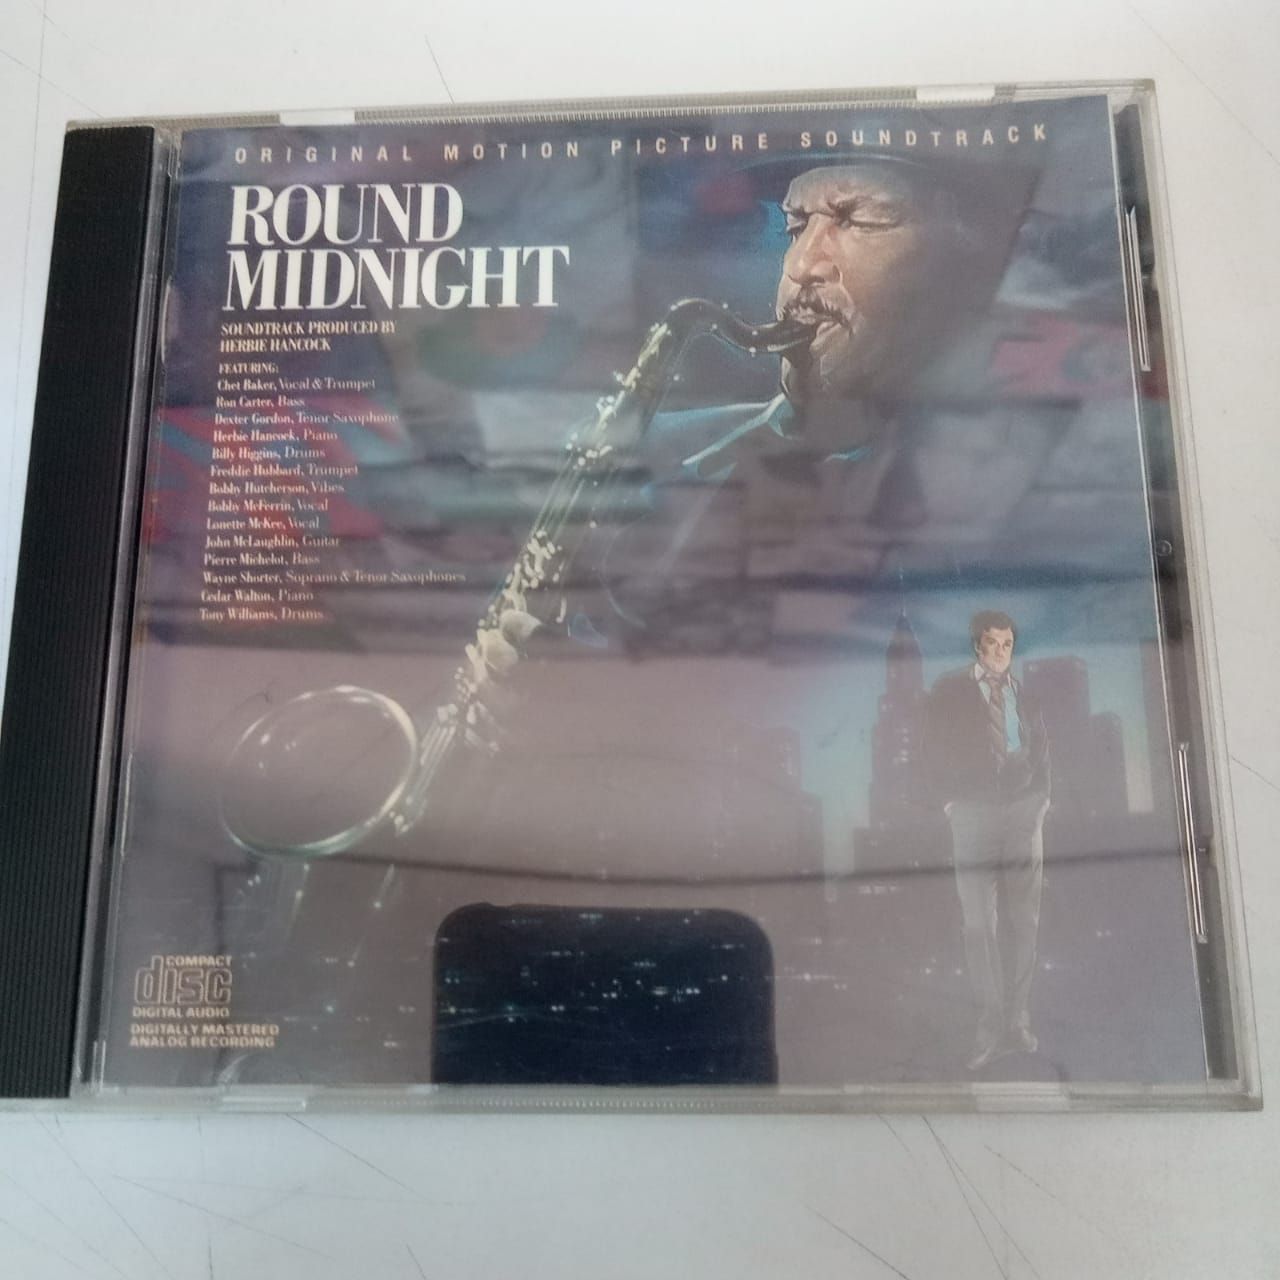 ORIGINAL MOTION PICTURE SOUNDTRACK
ROUND
MIDNIGHT
SOUNDTRACK PRODUCED BY
HERBIE HANCOCK
FEATURING:
Chet Baker, Vocal & Trumpet
Ron Carter, Bass
Dexter Gordon, Tenor Saxophone
Herbie Hancock, Piano
Billy Higgins, Drums
Freddie Hubbard, Trumpet
Bobby Hutcherson, Vibes
Bobby McFerrin, Vocal
Lonette McKee, Vocal
John McLaughlin, Guitar
Pierre Michelot, Bass
Wayne Shorter, Soprano & Tenor Saxophones
Cedar Walton, Piano
Tony Williams, Drums
COMPACT
disc
DIGITAL AUDIO
DIGITALLY MASTERED
ANALOG RECORDING